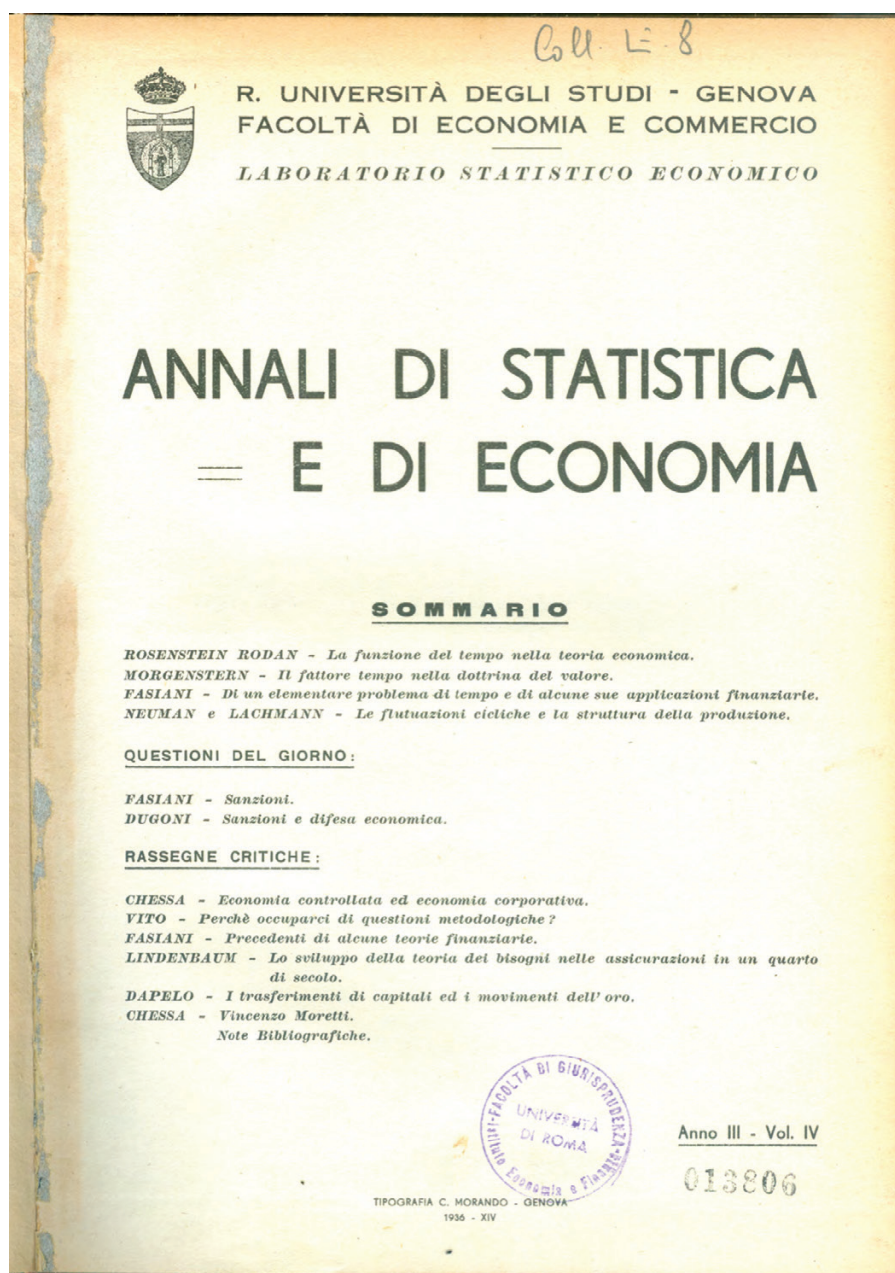 Coll. E. 8
R. UNIVERSITÀ DEGLI STUDI - GENOVA
FACOLTÀ DI ECONOMIA E COMMERCIO
LABORATORIO STATISTICO ECONOMICO
ANNALI DI STATISTICA
= E DI ECONOMIA
SOMMARIO
ROSENSTEIN RODAN - La funzione del tempo nella teoria economica.
MORGENSTERN - Il fattore tempo nella dottrina del valore.
FASIANI - Di un elementare problema di tempo e di alcune sue applicazioni finanziarie.
NEUMAN e LACHMANN - Le flutuazioni cicliche e la struttura della produzione.
QUESTIONI DEL GIORNO:
FASIANI - Sanzioni.
DUGONI - Sanzioni e difesa economica.
RASSEGNE CRITICHE:
CHESSA - Economia controllata ed economia corporativa.
VITO - Perchè occuparci di questioni metodologiche?
FASIANI - Precedenti di alcune teorie finanziarie.
LINDENBAUM - Lo sviluppo della teoria dei bisogni nelle assicurazioni in un quarto
di secolo.
DAPELO - I trasferimenti di capitali ed i movimenti dell' oro.
CHESSA - Vincenzo Moretti.
Note Bibliografiche.
FACOLTÀ DI GIURISPRUDENZA
UNIVERSITÀ
DI ROMA
Economia e Finanza
Anno III - Vol. IV
013806
TIPOGRAFIA C. MORANDO - GENOVA
1936 - XIV